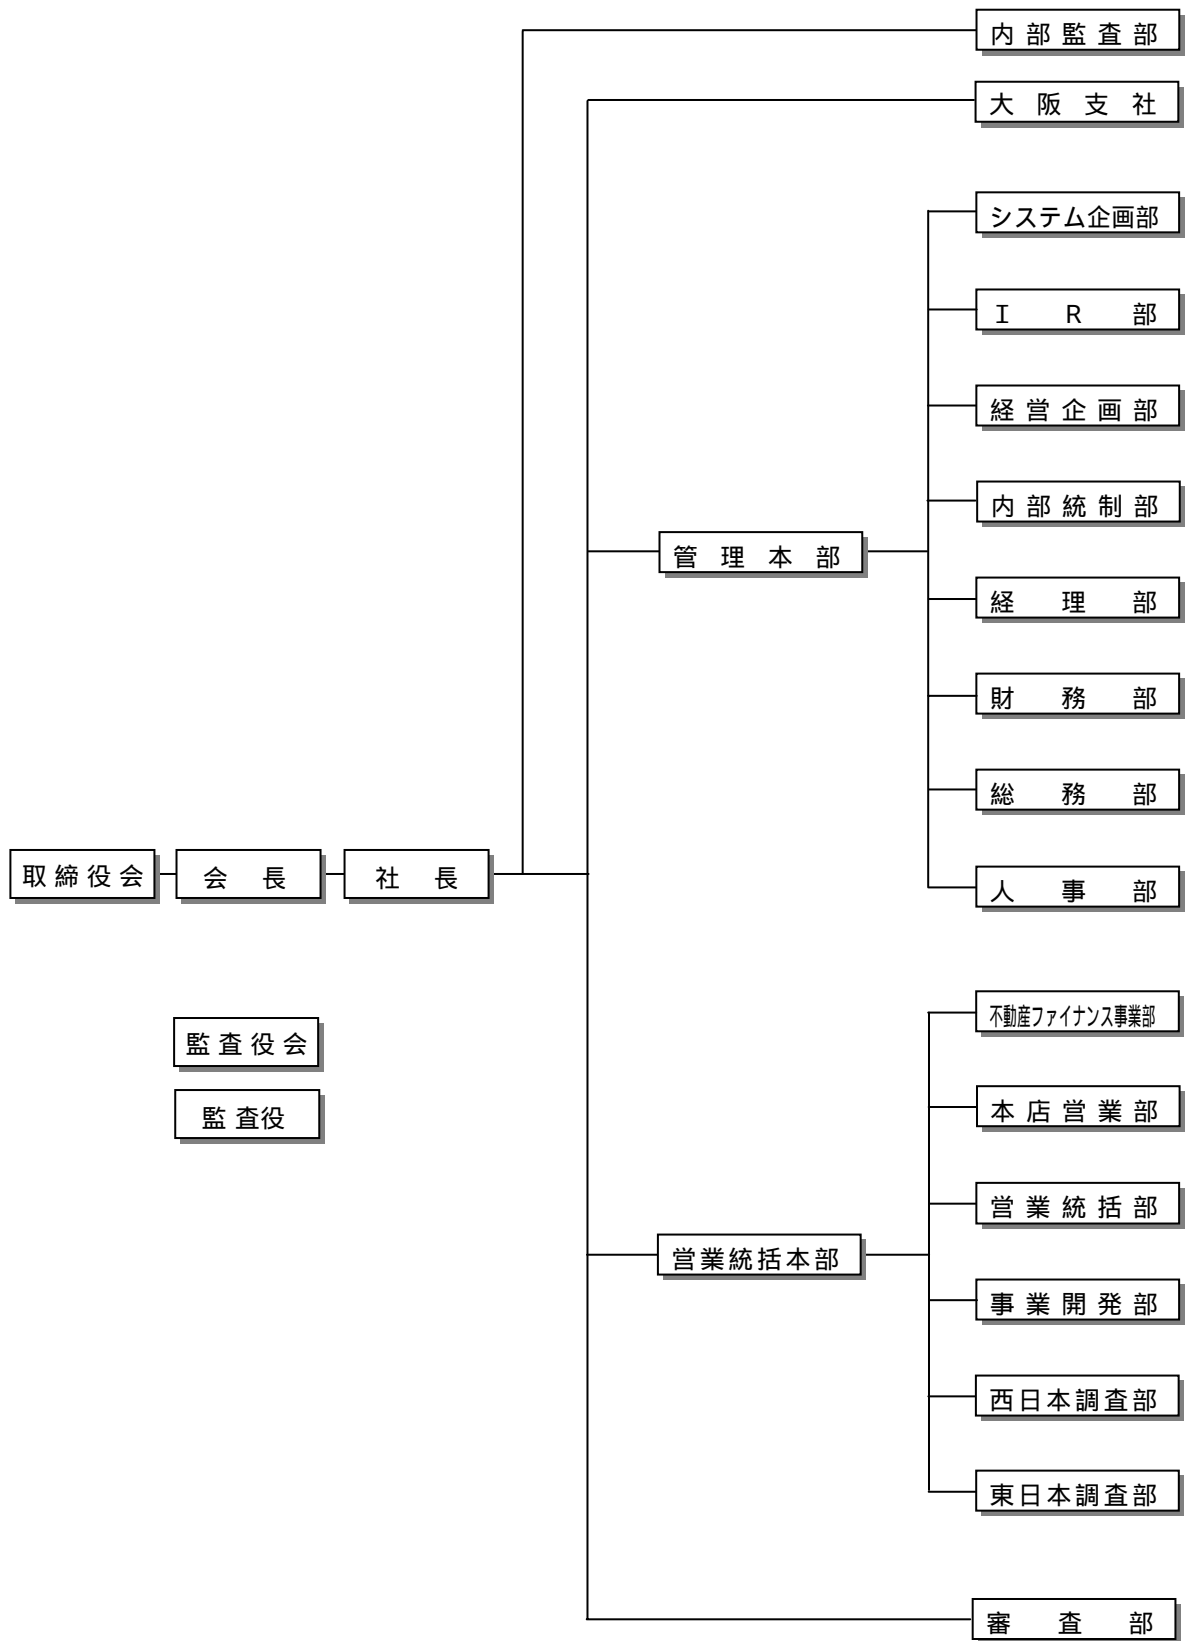 内部監査部
大阪支社
システム企画部
ＩＲ部
経営企画部
内部統制部
管理本部
経理部
財務部
総務部
取締役会
会長
社長
人事部
不動産ファイナンス事業部
監査役会
監査役
本店営業部
営業統括部
営業統括本部
事業開発部
西日本調査部
東日本調査部
審査部